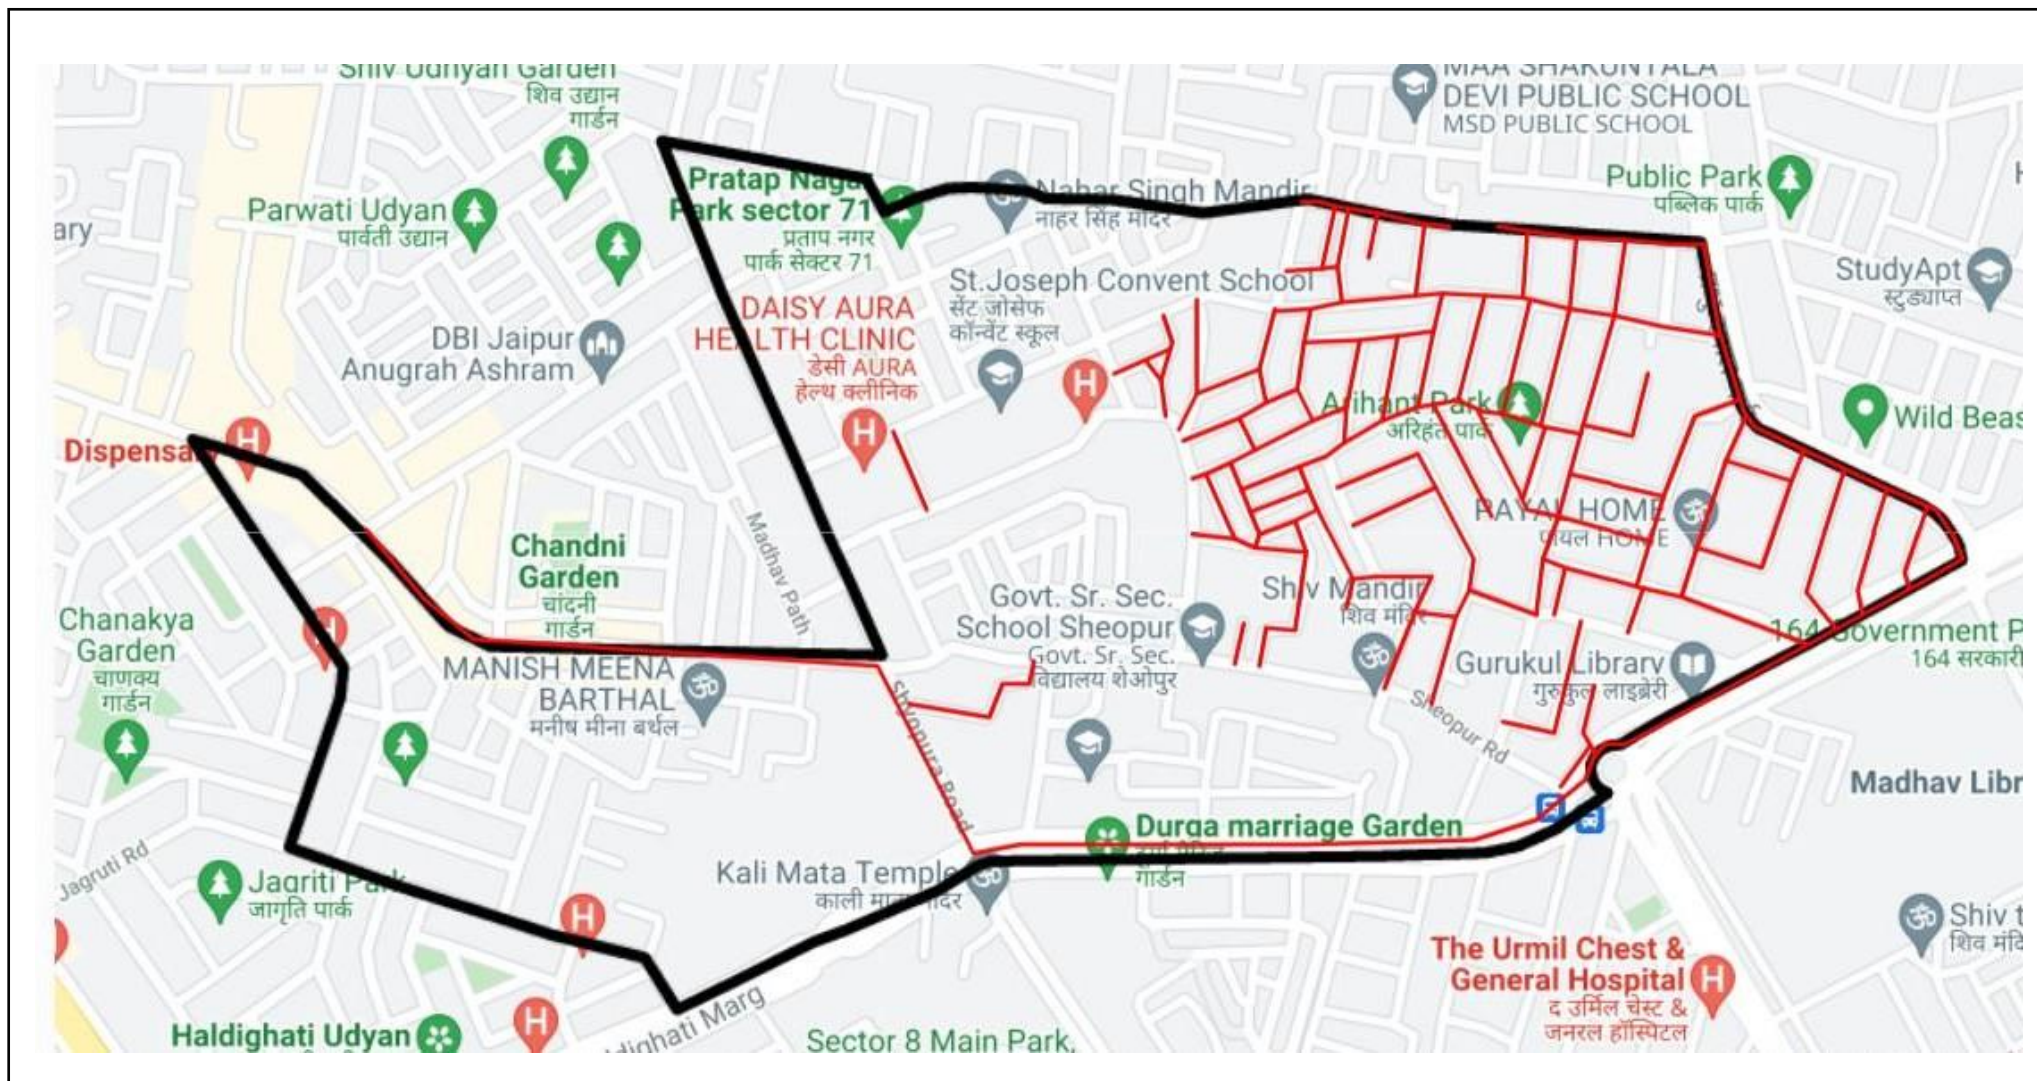 Shiv Udhyan Garden
शिव उद्यान
गार्डन
MAA SHAKUNTALA
DEVI PUBLIC SCHOOL
MSD PUBLIC SCHOOL
Public Park
पब्लिक पार्क
Parwati Udyan
पार्वती उद्यान
ary
Pratap Nagar
Park sector 71
प्रताप नगर
पार्क सेक्टर 71
Nahar Singh Mandir
नाहर सिंह मंदिर
StudyApt
स्टुड्याप्त
St.Joseph Convent School
सेंट जोसेफ
कॉन्वेंट स्कूल
DAISY AURA
HEALTH CLINIC
डेसी AURA
हेल्थ क्लीनिक
DBI Jaipur
Anugrah Ashram
Arihant Park
अरिहंत पार्क
Wild Beas
Dispensa
Madhav Path
PAYAL HOME
पायल HOME
Chandni
Garden
चांदनी
गार्डन
Chanakya
Garden
चाणक्य
गार्डन
Govt. Sr. Sec.
School Sheopur
Govt. Sr. Sec.
विद्यालय शेओपुर
Shiv Mandir
शिव मंदिर
164 Government P
164 सरकारी
Gurukul Library
गुरुकुल लाइब्रेरी
MANISH MEENA
BARTHAL
मनीष मीना बर्थल
Shyopura Road
Sheopur Rd
Madhav Libr
Durga marriage Garden
गार्डन
Kali Mata Temple
काली माता मंदिर
Jagruti Rd
Jagriti Park
जागृति पार्क
Shiv t
शिव मंदि
The Urmil Chest &
General Hospital
द उर्मिल चेस्ट &
जनरल हॉस्पिटल
ldighati Marg
Haldighati Udyan
Sector 8 Main Park,